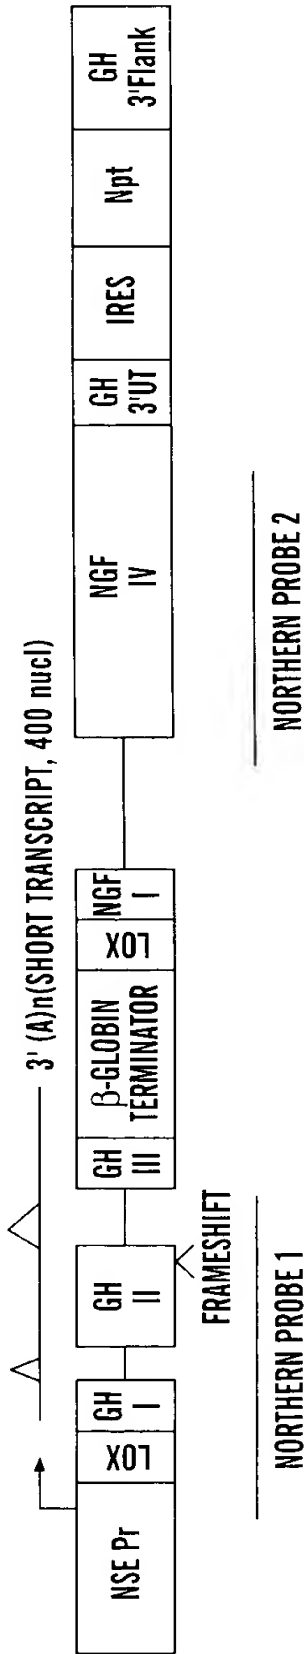 3' (A)n(SHORT TRANSCRIPT, 400 nucl)
NSE Pr
LOX
GH
I
GH
II
GH
III
β-GLOBIN
TERMINATOR
LOX
NGF
I
NGF
IV
GH
3'UT
IRES
Npt
GH
3'Flank
FRAMESHIFT
NORTHERN PROBE 1
NORTHERN PROBE 2